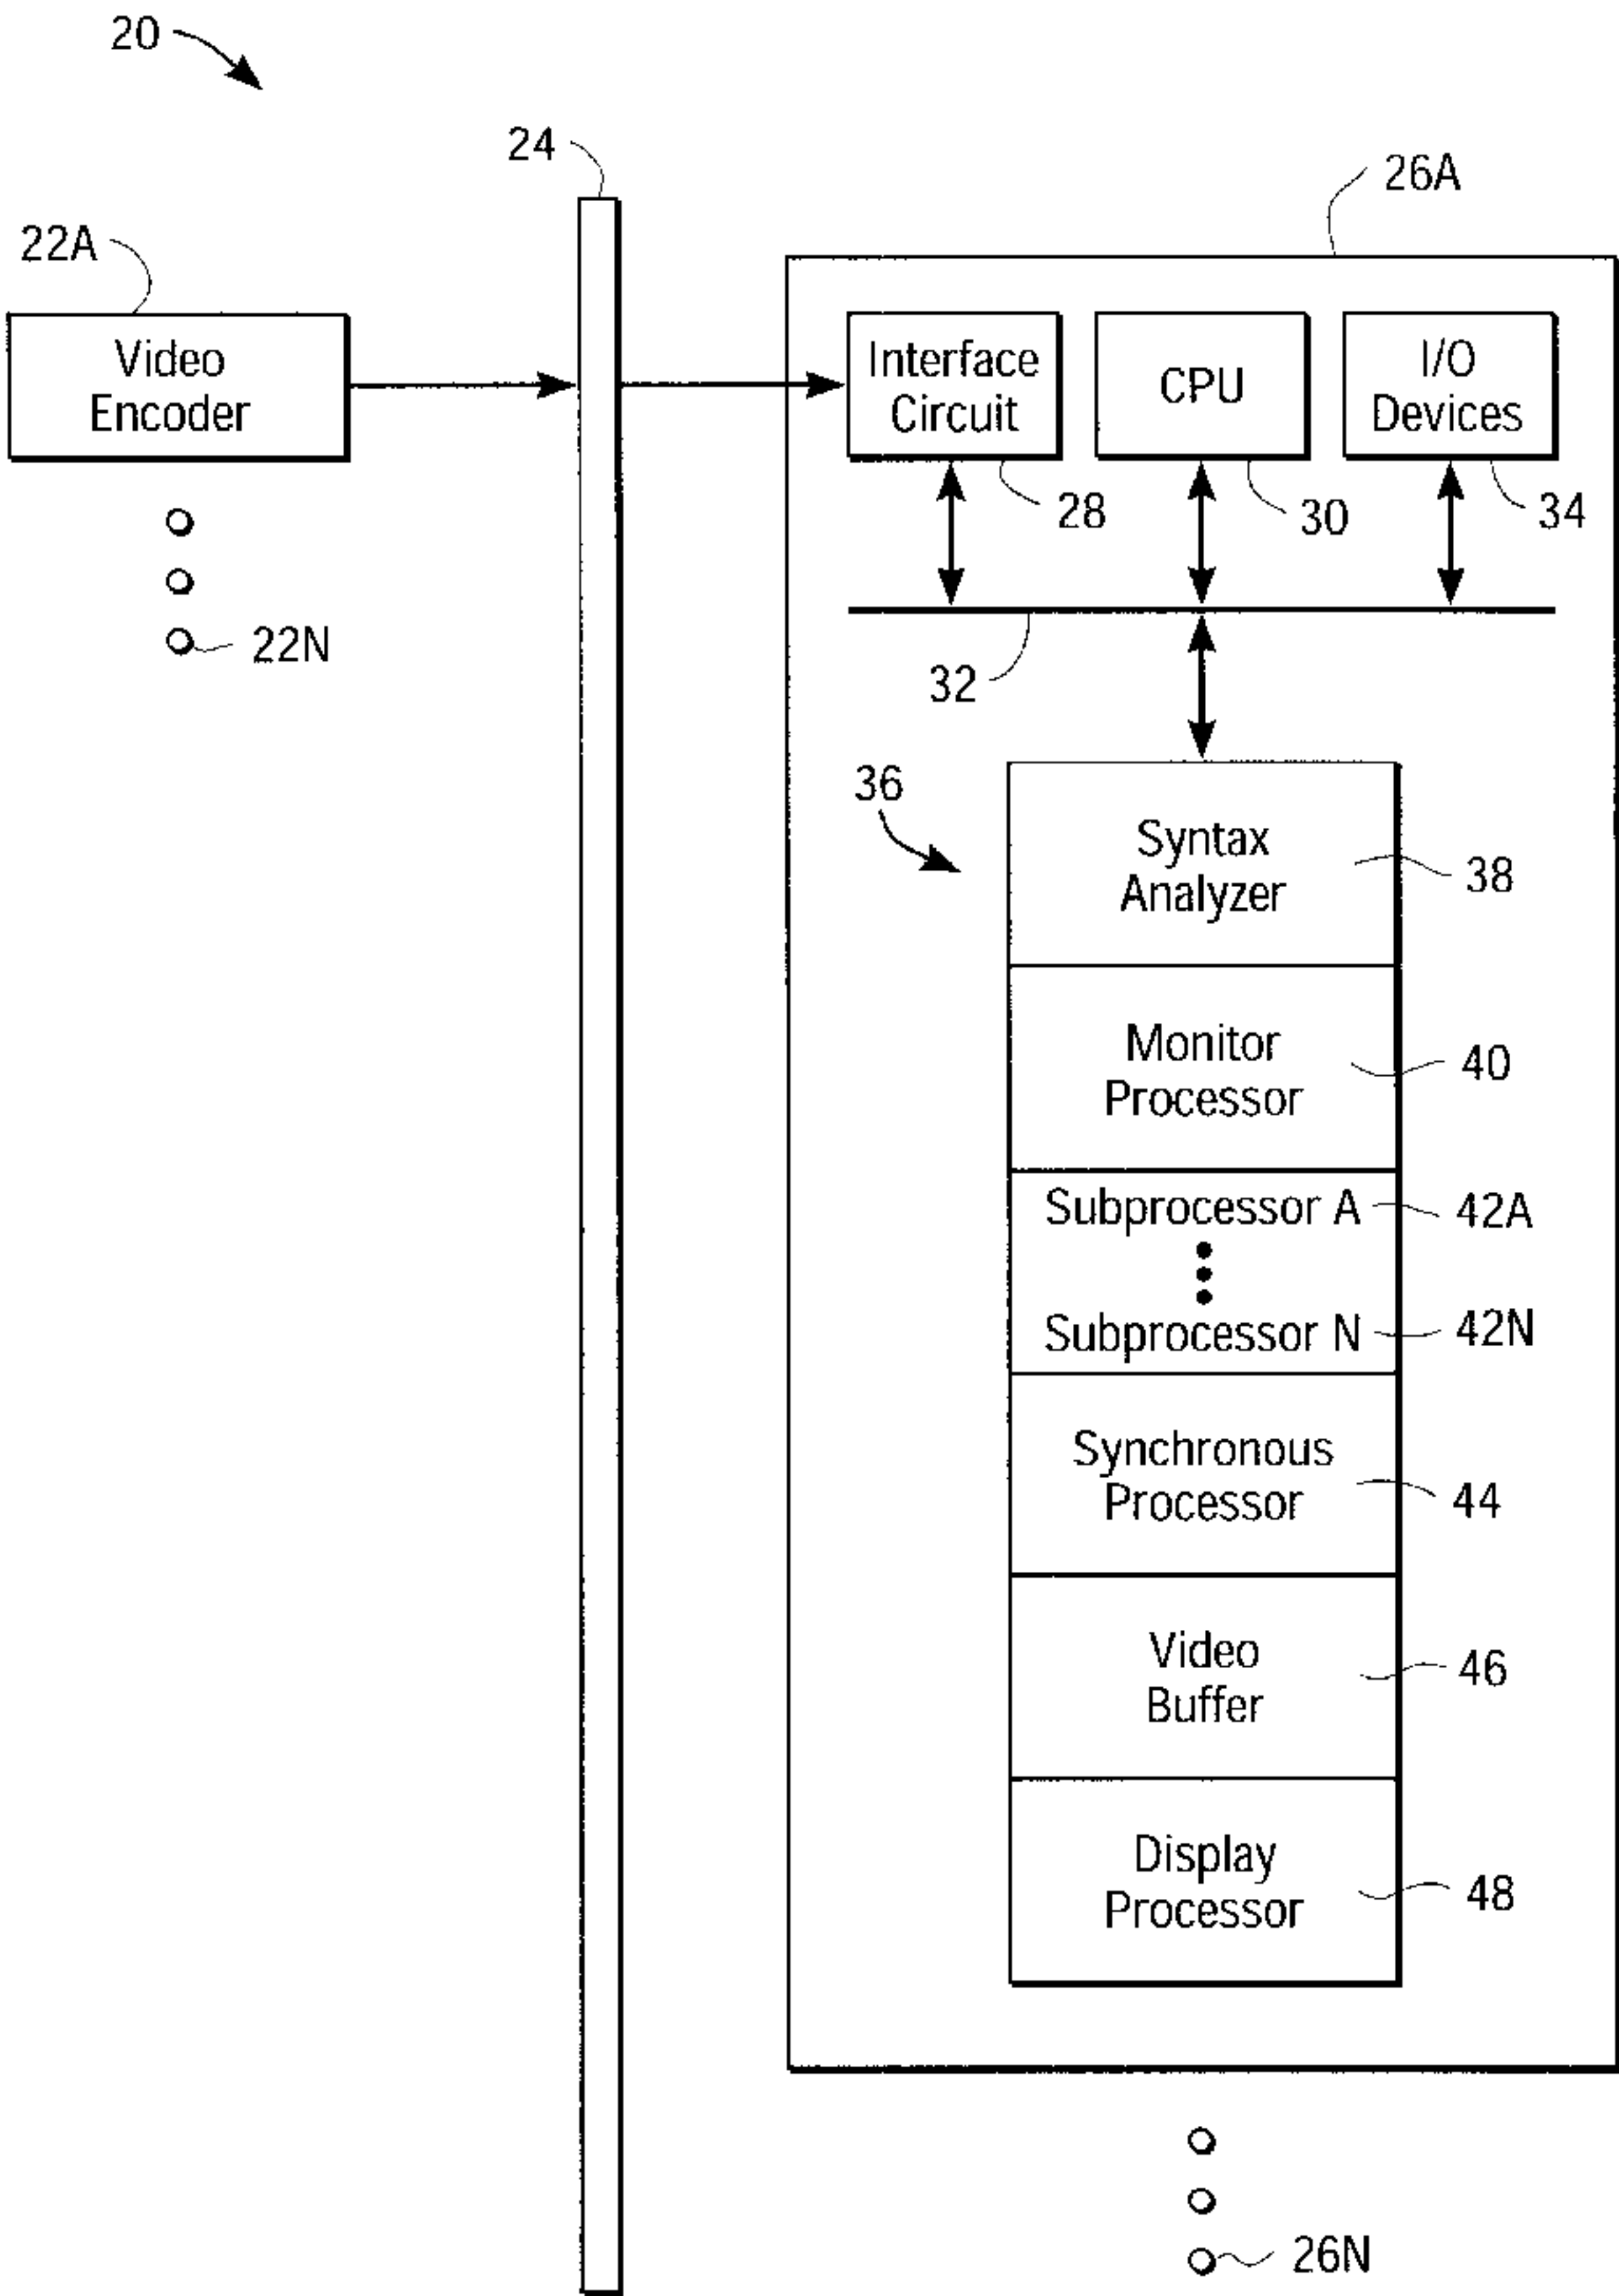 20
24
26A
22A
Video
Encoder
Interface
Circuit
CPU
I/O
Devices
28
30
34
22N
32
36
Syntax
Analyzer
38
Monitor
Processor
40
Subprocessor A
42A
Subprocessor N
42N
Synchronous
Processor
44
Video
Buffer
46
Display
Processor
48
26N